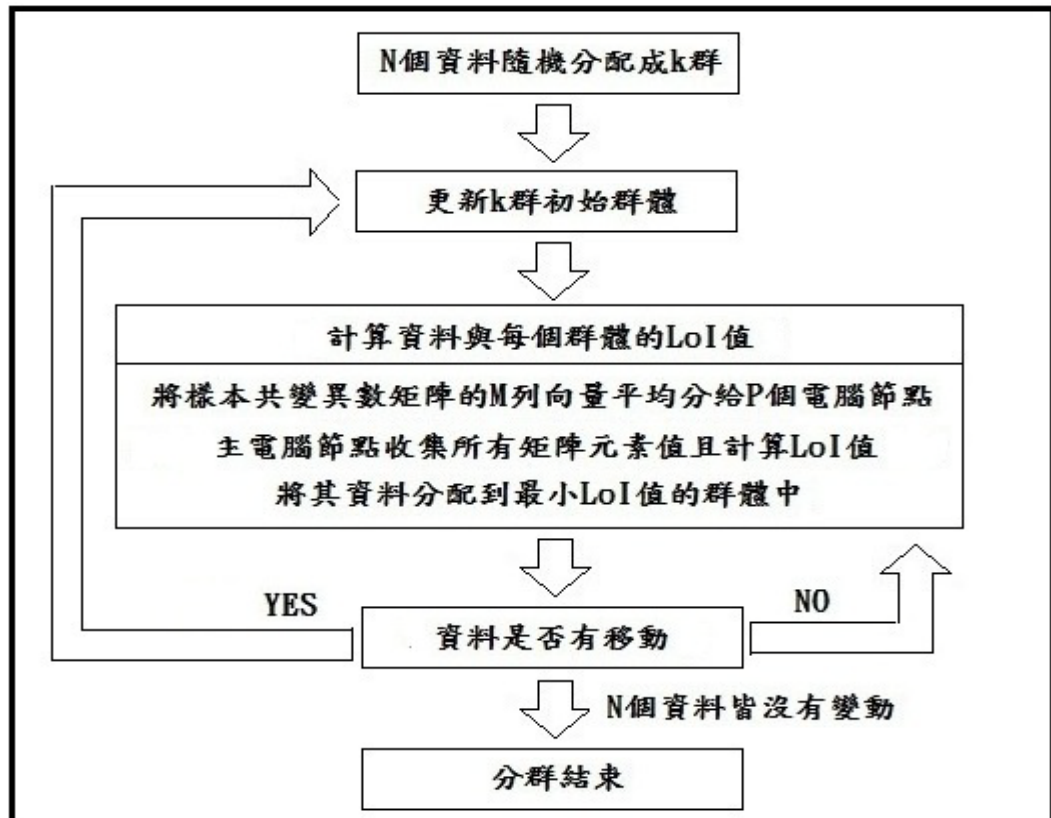 N個資料隨機分配成k群
更新k群初始群體
計算資料與每個群體的LoI值
將樣本共變異數矩陣的M列向量平均分給P個電腦節點
主電腦節點收集所有矩陣元素值且計算LoI值
將其資料分配到最小LoI值的群體中
YES
NO
資料是否有移動
N個資料皆沒有變動
分群結束